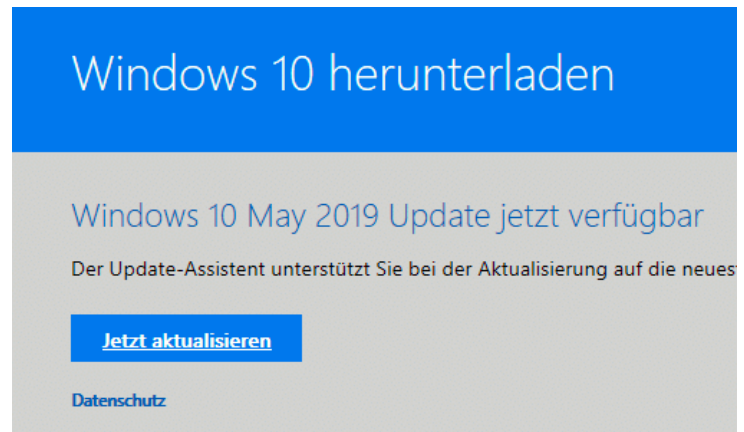 Windows 10 herunterladen
Windows 10 May 2019 Update jetzt verfügbar
Der Update-Assistent unterstützt Sie bei der Aktualisierung auf die
Jetzt aktualisieren
Datenschutz